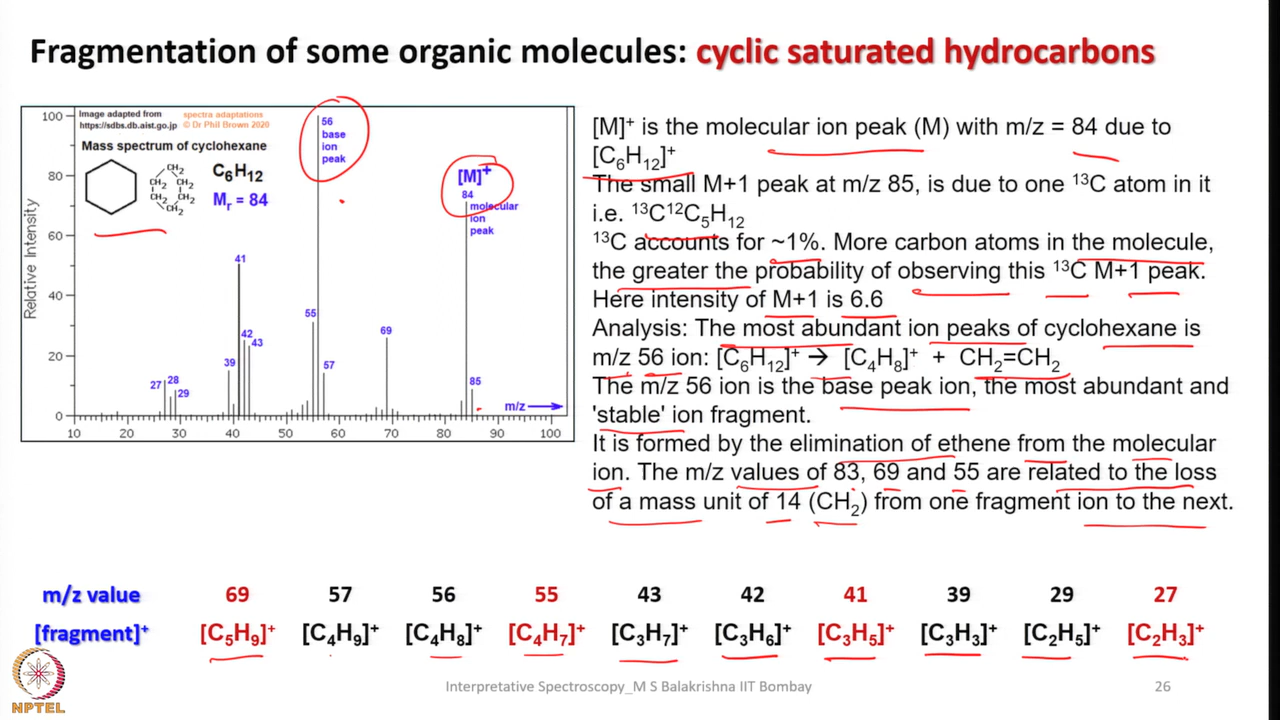 Fragmentation of some organic molecules: cyclic saturated hydrocarbons
100
80
60
40
20
0
Relative Intensity
Image adapted from
https://sdbs.db.aist.go.jp
spectra adaptations
© Dr Phil Brown 2020
Mass spectrum of cyclohexane
CH₂
CH₂ CH₂
CH₂ CH₂
CH₂
C₆H₁₂
Mᵣ = 84
56
base
ion
peak
[M]⁺
84
molecular
ion
peak
41
55
42
43
39
27
28
29
57
69
85
m/z
10 20 30 40 50 60 70 80 90 100
[M]⁺ is the molecular ion peak (M) with m/z = 84 due to
[C₆H₁₂]⁺
The small M+1 peak at m/z 85, is due to one ¹³C atom in it
i.e. ¹³C¹²C₅H₁₂
¹³C accounts for ~1%. More carbon atoms in the molecule,
the greater the probability of observing this ¹³C M+1 peak.
Here intensity of M+1 is 6.6
Analysis: The most abundant ion peaks of cyclohexane is
m/z 56 ion: [C₆H₁₂]⁺ → [C₄H₈]⁺ + CH₂=CH₂
The m/z 56 ion is the base peak ion, the most abundant and
'stable' ion fragment.
It is formed by the elimination of ethene from the molecular
ion. The m/z values of 83, 69 and 55 are related to the loss
of a mass unit of 14 (CH₂) from one fragment ion to the next.
m/z value 69 57 56 55 43 42 41 39 29 27
[fragment]⁺ [C₅H₉]⁺ [C₄H₉]⁺ [C₄H₈]⁺ [C₄H₇]⁺ [C₃H₇]⁺ [C₃H₆]⁺ [C₃H₅]⁺ [C₃H₃]⁺ [C₂H₅]⁺ [C₂H₃]⁺
NPTEL
Interpretative Spectroscopy_M S Balakrishna IIT Bombay
26